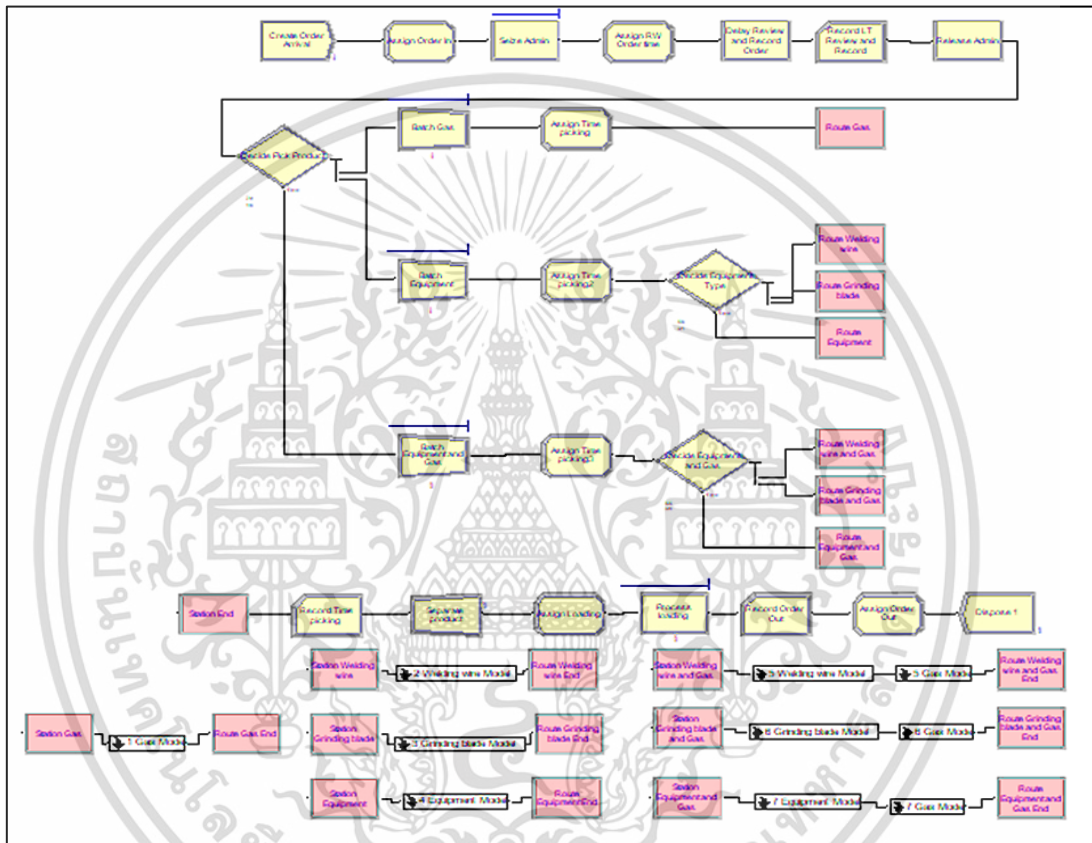 Create Order
Arrival
Assign Order In
Seize Admin
Assign RW
Order time
Delay Review
and Record
Order
Record LT
Review and
Record
Release Admin
Decide Pick Product
Batch Gas
Assign Time
picking
Route Gas
Batch
Equipment
Assign Time
picking2
Decide Equipment
Type
Route Welding
wire
Route Grinding
blade
Route
Equipment
Batch
Equipment and
Gas
Assign Time
picking3
Decide Equipment
and Gas
Route Welding
wire and Gas
Route Grinding
blade and Gas
Route
Equipment and
Gas
Station End
Record Time
picking
Separate
product
Assign Loading
Process
loading
Record Order
Out
Assign Order
Out
Dispose 1
Station Welding
wire
2 Welding wire Model
Route Welding
wire End
Station Welding
wire and Gas
5 Welding wire Model
5 Gas Model
Route Welding
wire and Gas
End
Station Gas
1 Gas Model
Route Gas End
Station
Grinding blade
3 Grinding blade Model
Route Grinding
blade End
Station
Grinding blade
and Gas
6 Grinding blade Model
6 Gas Model
Route Grinding
blade and Gas
End
Station
Equipment
4 Equipment Model
Route
Equipment End
Station
Equipment and
Gas
7 Equipment Model
7 Gas Model
Route
Equipment and
Gas End